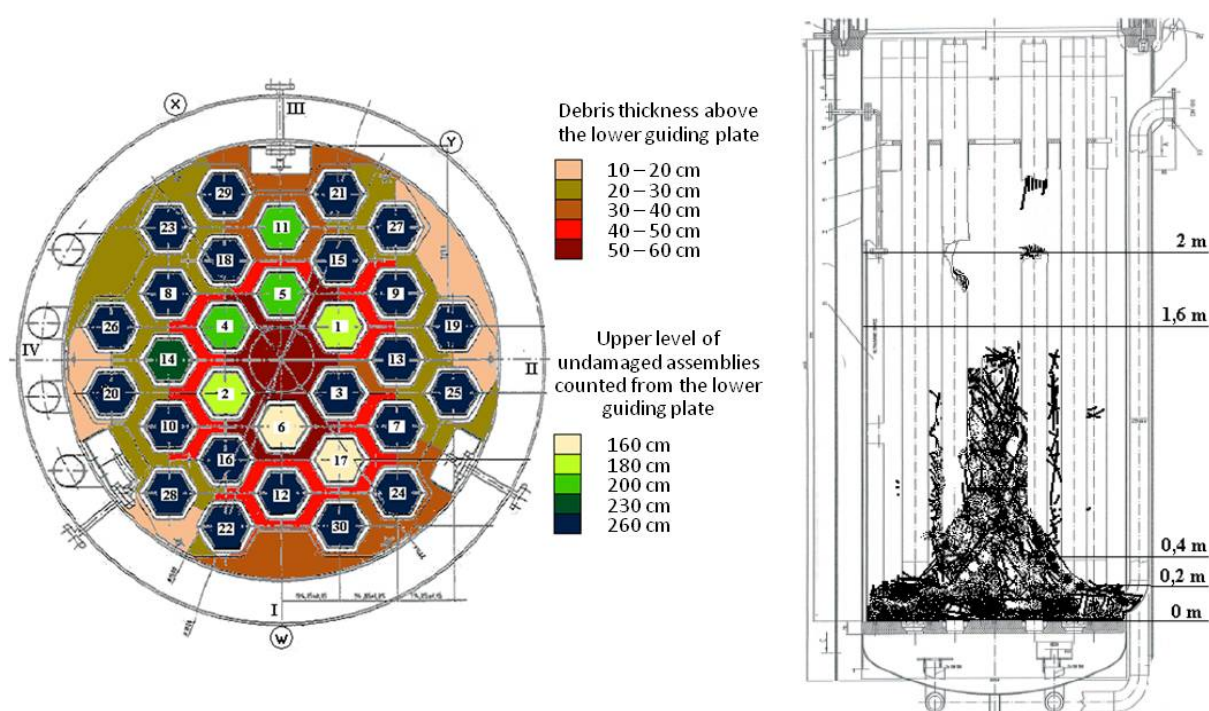 X
III
Y
29
21
23
11
27
18
15
8
5
9
26
4
1
19
IV
14
13
II
20
2
3
25
10
6
7
16
17
28
12
24
22
30
I
W
Debris thickness above
the lower guiding plate
10 – 20 cm
20 – 30 cm
30 – 40 cm
40 – 50 cm
50 – 60 cm
Upper level of
undamaged assemblies
counted from the lower
guiding plate
160 cm
180 cm
200 cm
230 cm
260 cm
2 m
1,6 m
0,4 m
0,2 m
0 m